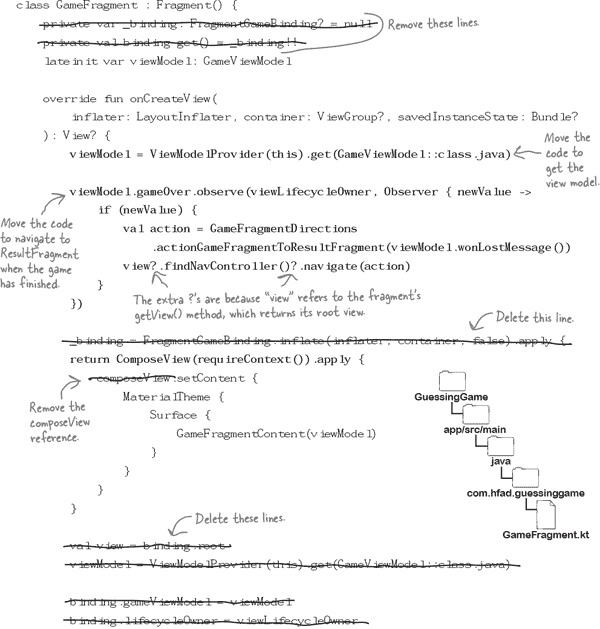 class GameFragment : Fragment() {
private var _binding: FragmentGameBinding? = null
Remove these lines.
private val binding get() = _binding!!
lateinit var viewModel: GameViewModel
override fun onCreateView(
inflater: LayoutInflater, container: ViewGroup?, savedInstanceState: Bundle?
): View? {
Move the
code to
get the
view model.
viewModel = ViewModelProvider(this).get(GameViewModel::class.java)
viewModel.gameOver.observe(viewLifecycleOwner, Observer { newValue ->
Move the code
to navigate to
ResultFragment
when the game
has finished.
if (newValue) {
val action = GameFragmentDirections
.actionGameFragmentToResultFragment(viewModel.wonLostMessage())
view?.findNavController()?.navigate(action)
}
})
The extra ?'s are because "view" refers to the fragment's
getView() method, which returns its root view.
Delete this line.
_binding = FragmentGameBinding.inflate(inflater, container, false).apply {
return ComposeView(requireContext()).apply {
composeView.setContent {
Remove the
composeView
reference.
MaterialTheme {
Surface {
GameFragmentContent(viewModel)
}
}
}
}
GuessingGame
app/src/main
java
com.hfad.guessinggame
GameFragment.kt
Delete these lines.
val view = binding.root
viewModel = ViewModelProvider(this).get(GameViewModel::class.java)
binding.gameViewModel = viewModel
binding.lifecycleOwner = viewLifecycleOwner